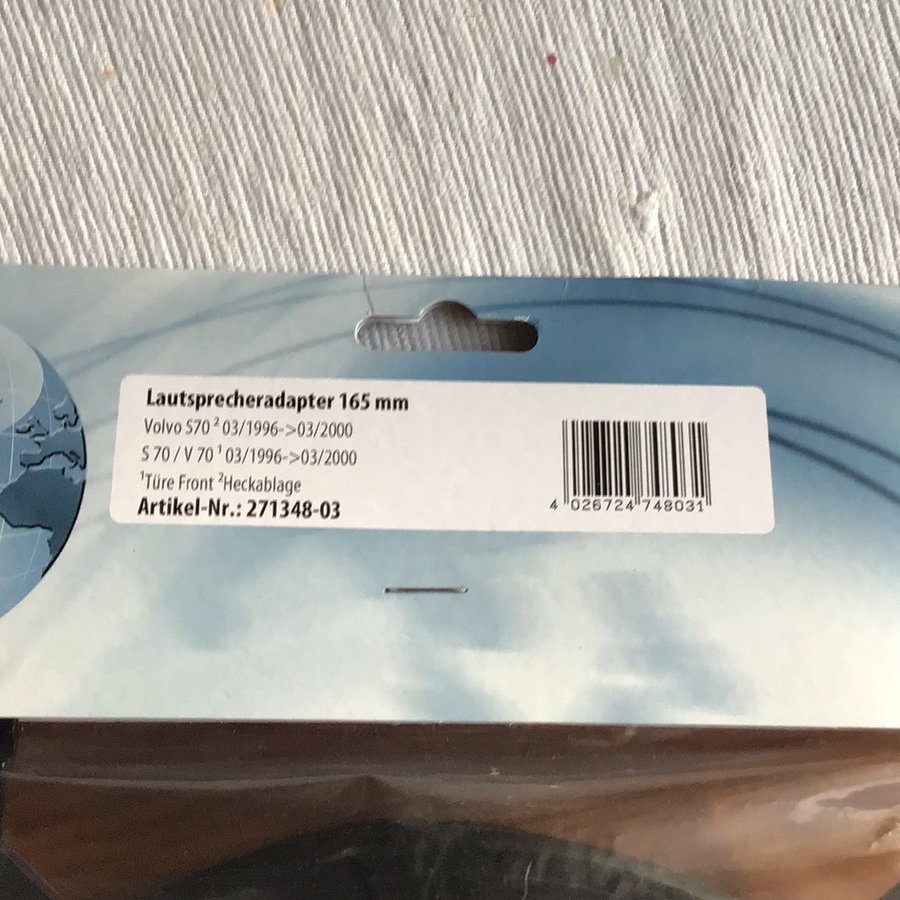 Lautsprecheradapter 165 mm
Volvo S70 ² 03/1996->03/2000
S 70 / V 70 ¹ 03/1996->03/2000
¹Türe Front ²Heckablage
Artikel-Nr.: 271348-03
4 026724 748031